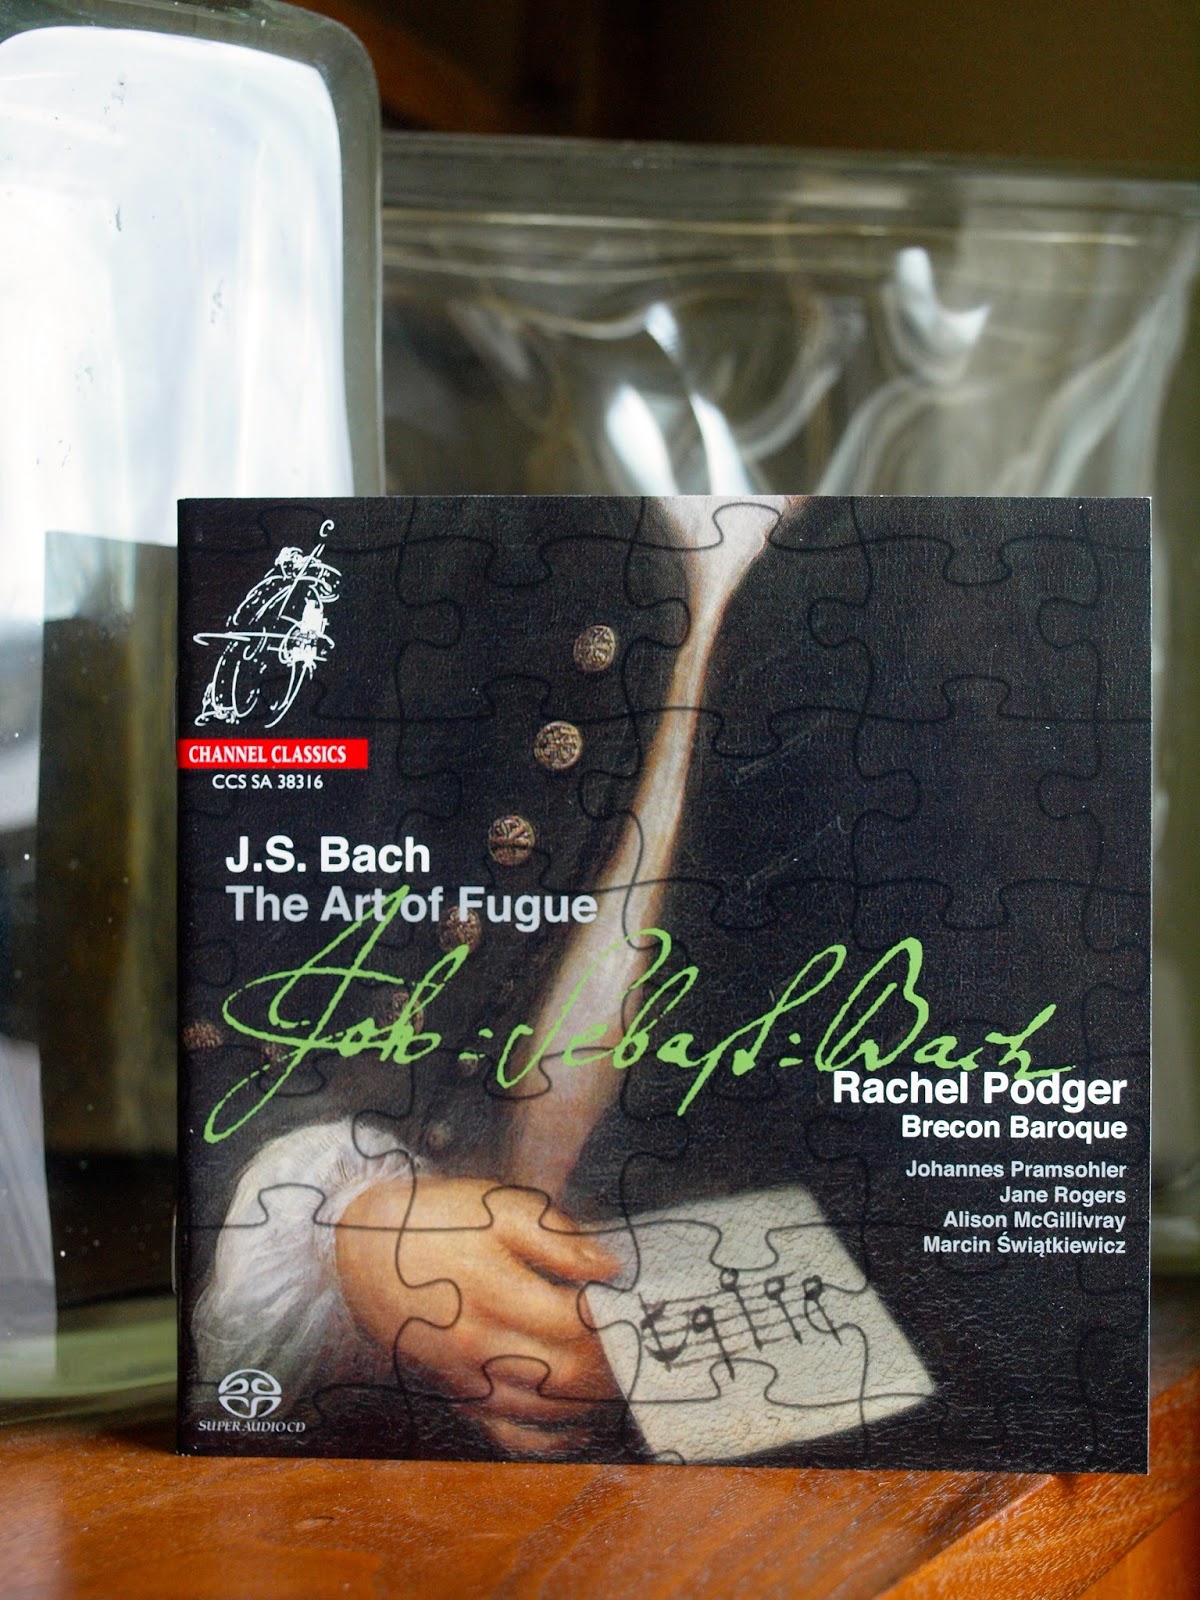 C
CHANNEL CLASSICS
CCS SA 38316
J.S. Bach
The Art of Fugue
Joh: Sebast: Bach
Rachel Podger
Brecon Baroque
Johannes Pramsohler
Jane Rogers
Alison McGillivray
Marcin Świątkiewicz
SUPER AUDIO CD